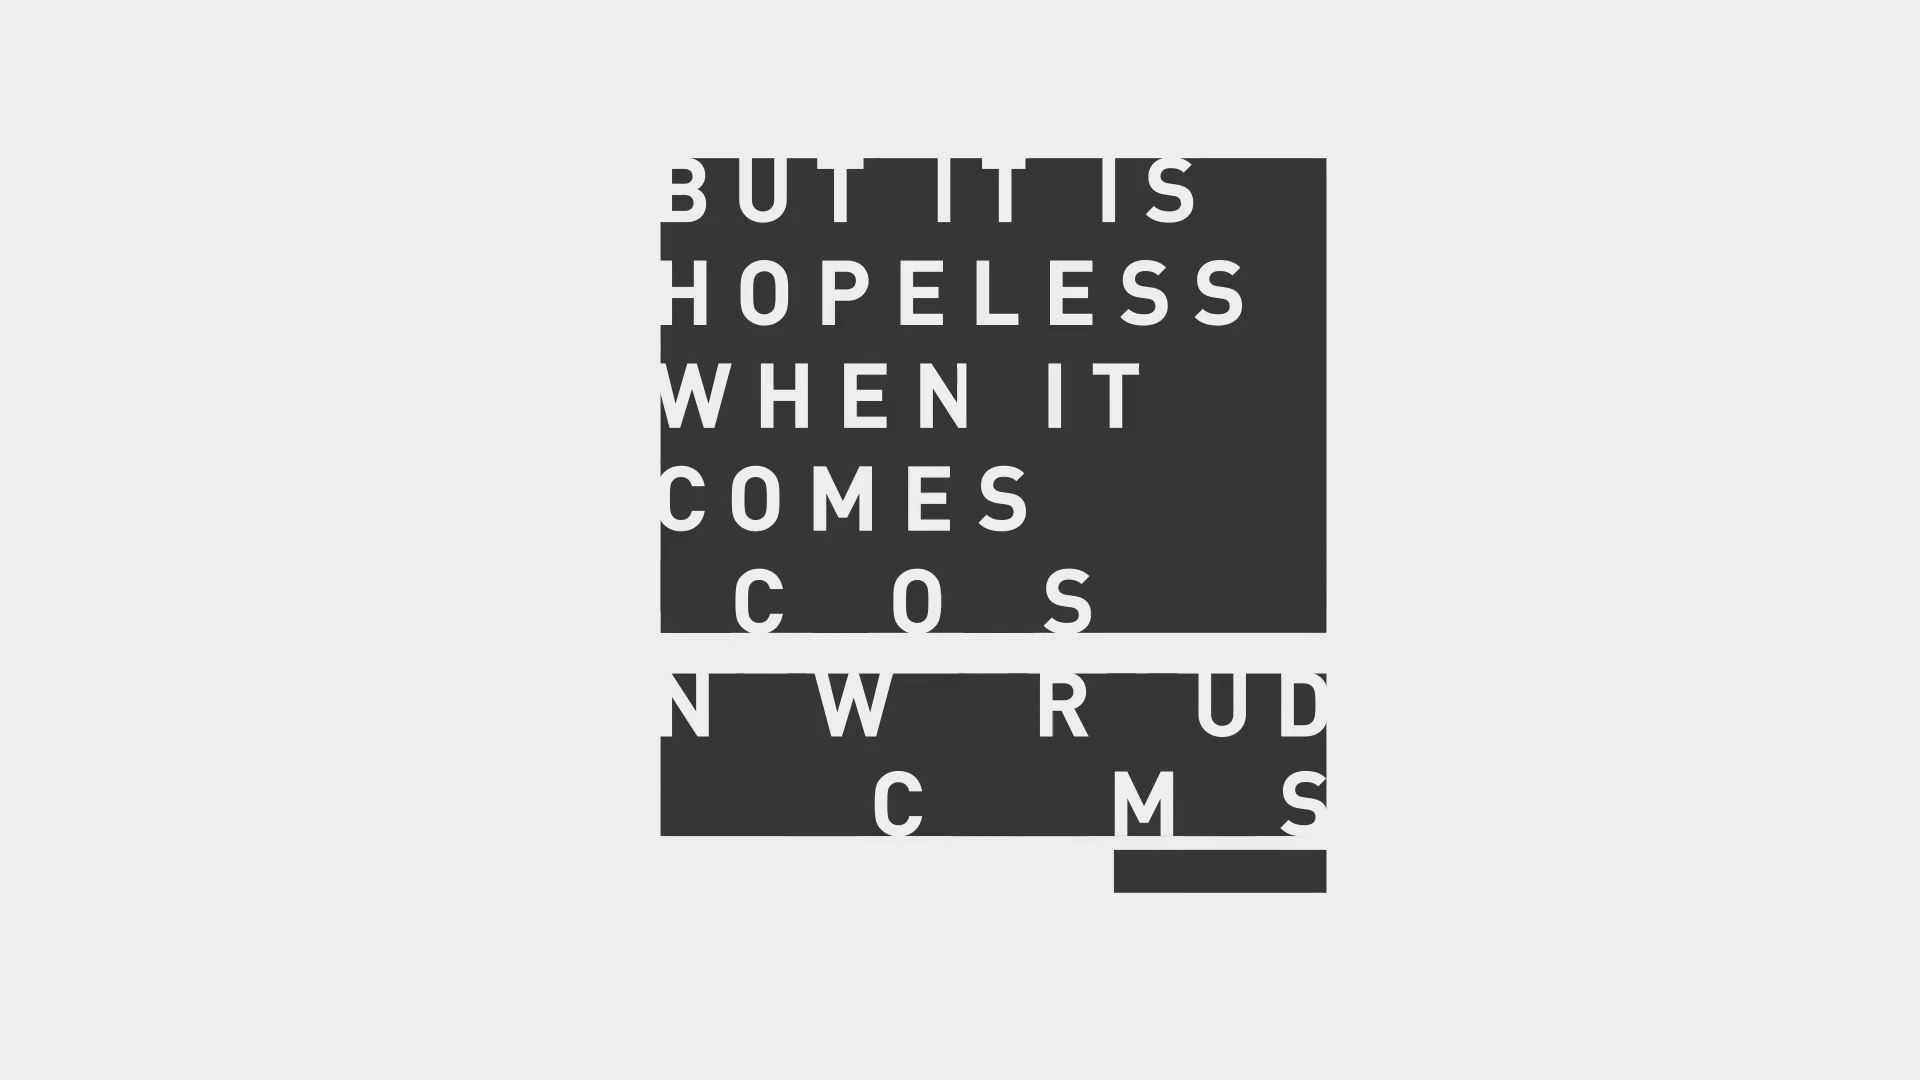 BUT IT IS
HOPELESS
WHEN IT
COMES
C O S
N W R UD
C M S